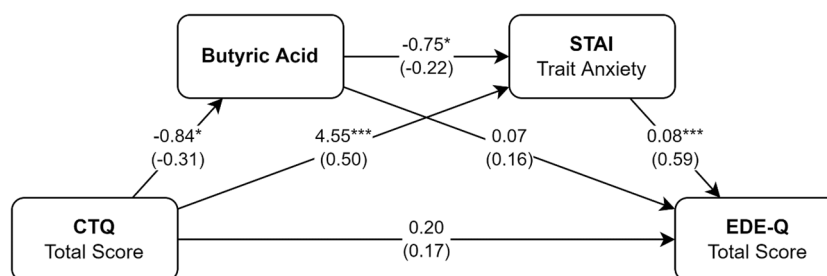 Butyric Acid
-0.75*
(-0.22)
STAI
Trait Anxiety
-0.84*
(-0.31)
4.55***
(0.50)
0.07
(0.16)
0.08***
(0.59)
CTQ
Total Score
0.20
(0.17)
EDE-Q
Total Score